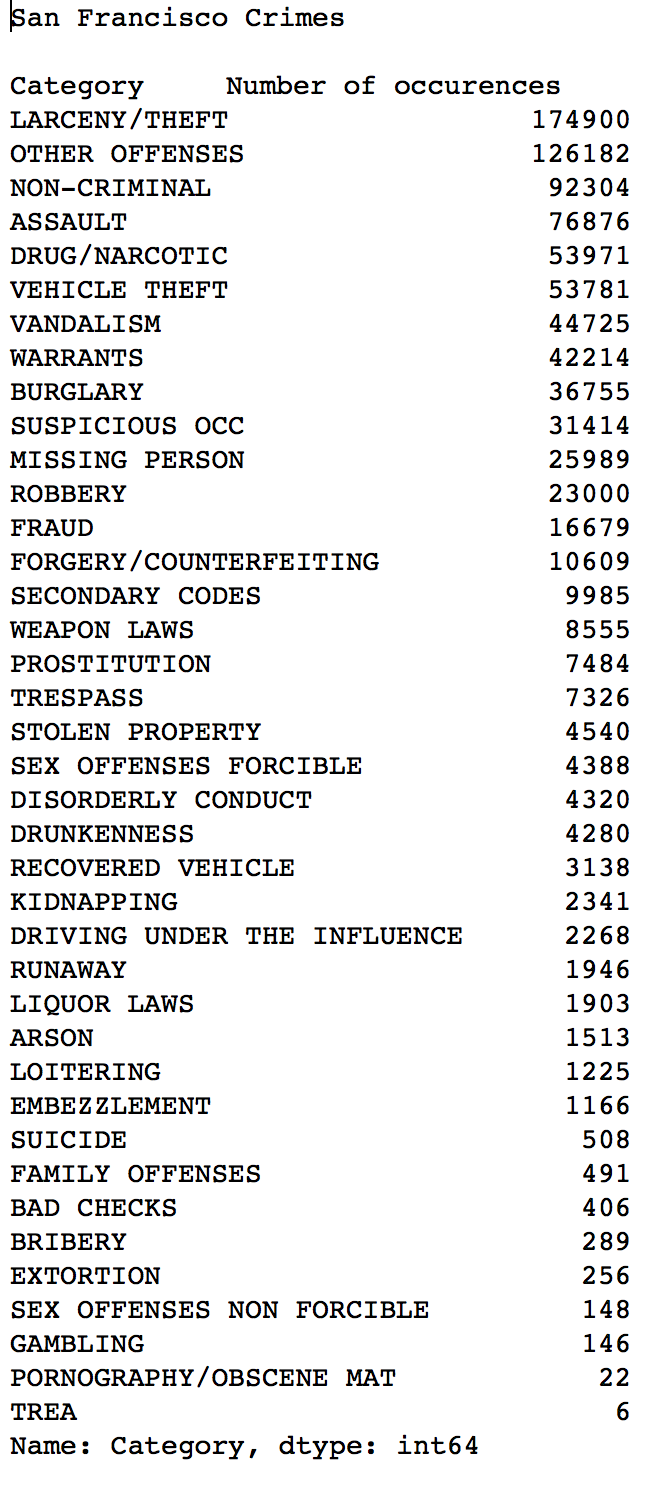 San Francisco Crimes
Category Number of occurences
LARCENY/THEFT 174900
OTHER OFFENSES 126182
NON-CRIMINAL 92304
ASSAULT 76876
DRUG/NARCOTIC 53971
VEHICLE THEFT 53781
VANDALISM 44725
WARRANTS 42214
BURGLARY 36755
SUSPICIOUS OCC 31414
MISSING PERSON 25989
ROBBERY 23000
FRAUD 16679
FORGERY/COUNTERFEITING 10609
SECONDARY CODES 9985
WEAPON LAWS 8555
PROSTITUTION 7484
TRESPASS 7326
STOLEN PROPERTY 4540
SEX OFFENSES FORCIBLE 4388
DISORDERLY CONDUCT 4320
DRUNKENNESS 4280
RECOVERED VEHICLE 3138
KIDNAPPING 2341
DRIVING UNDER THE INFLUENCE 2268
RUNAWAY 1946
LIQUOR LAWS 1903
ARSON 1513
LOITERING 1225
EMBEZZLEMENT 1166
SUICIDE 508
FAMILY OFFENSES 491
BAD CHECKS 406
BRIBERY 289
EXTORTION 256
SEX OFFENSES NON FORCIBLE 148
GAMBLING 146
PORNOGRAPHY/OBSCENE MAT 22
TREA 6
Name: Category, dtype: int64